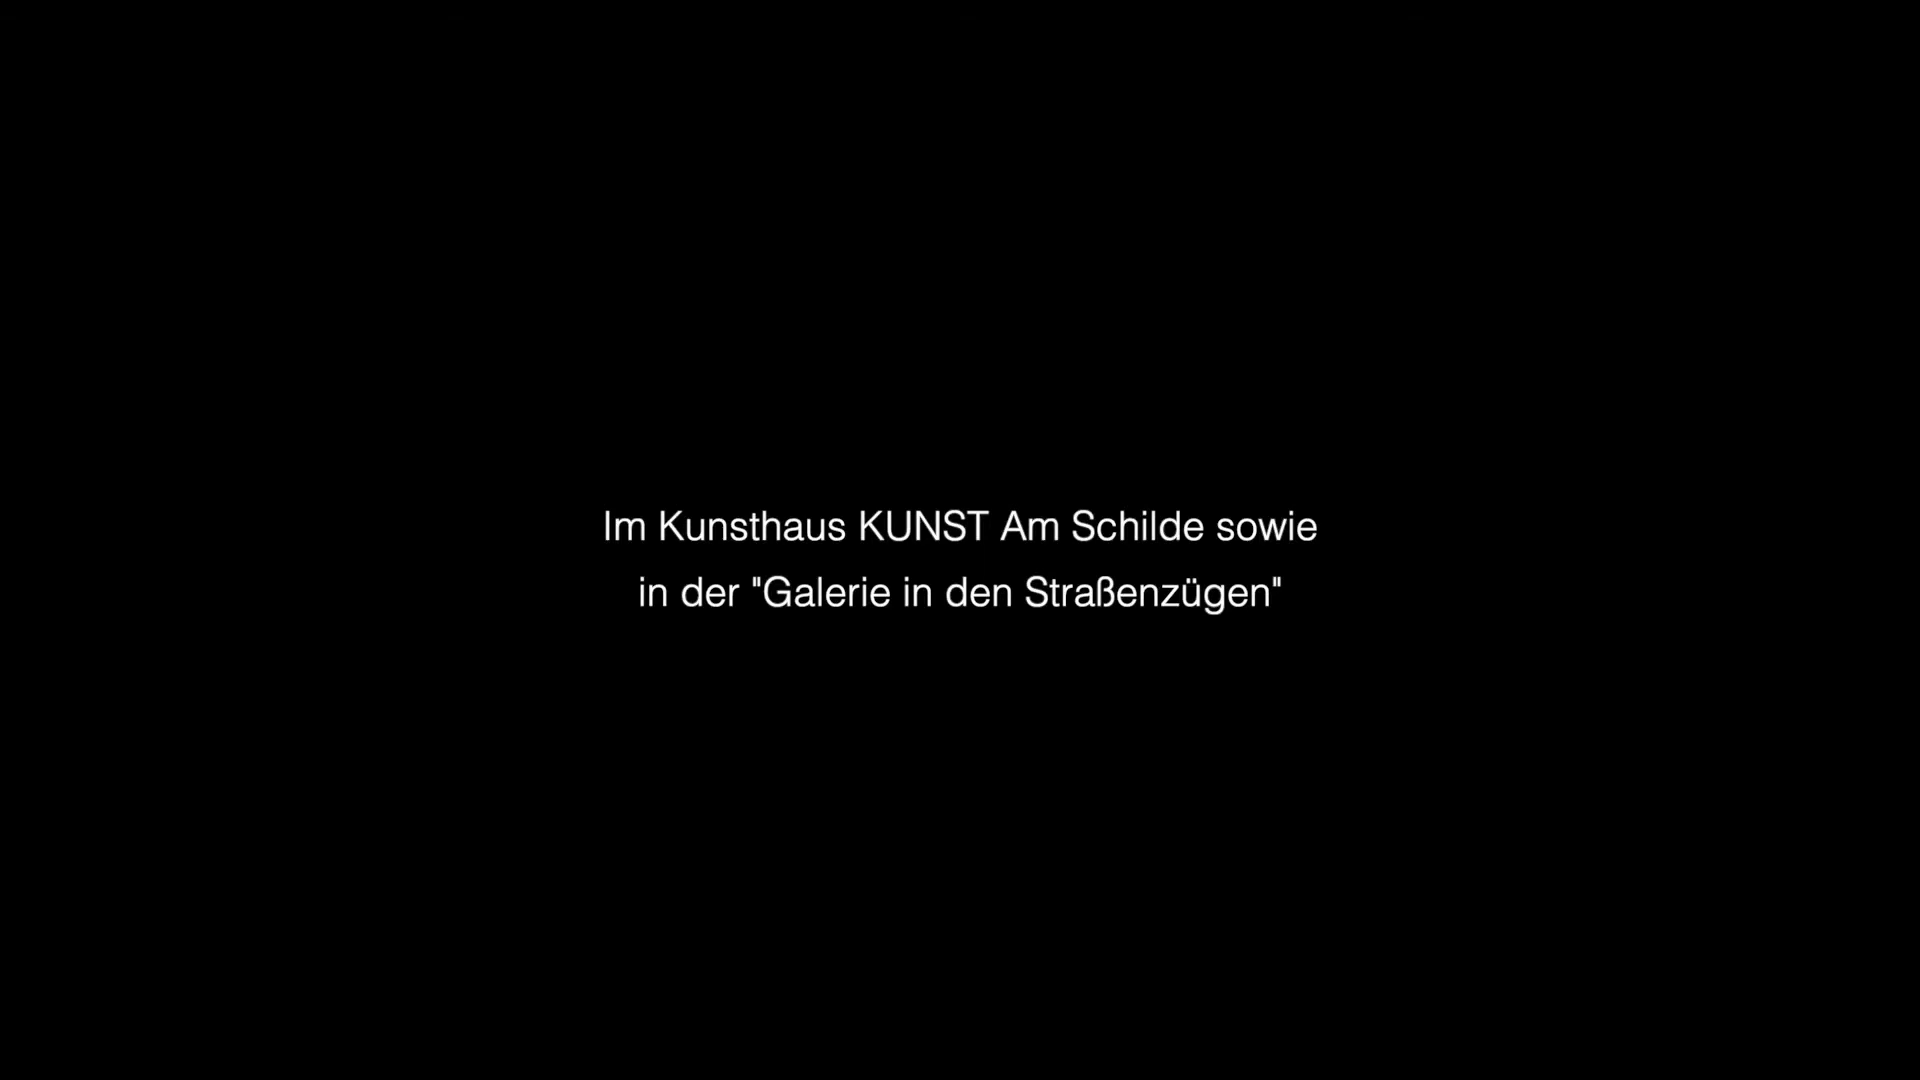 Im Kunsthaus KUNST Am Schilde sowie
in der "Galerie in den Straßenzügen"